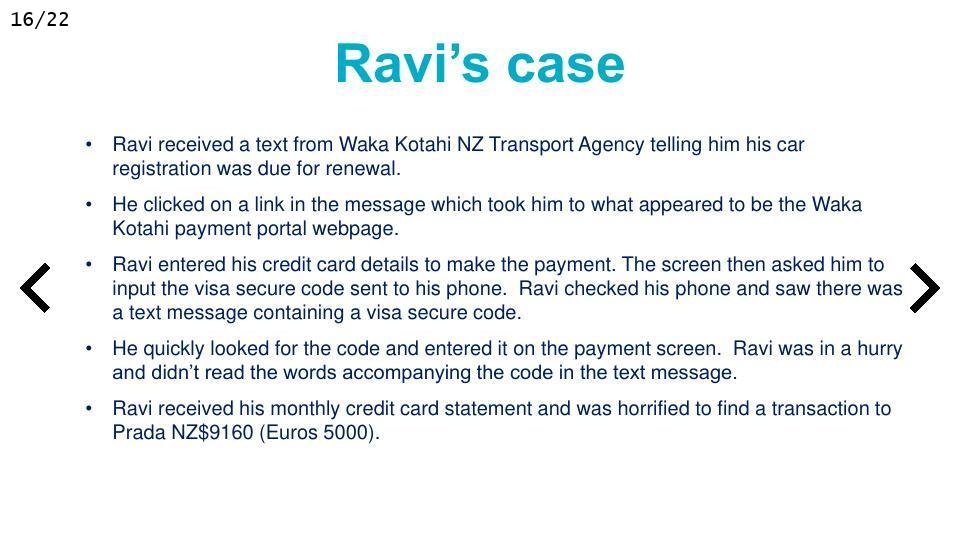 16/22
Ravi’s case
• Ravi received a text from Waka Kotahi NZ Transport Agency telling him his car
registration was due for renewal.
• He clicked on a link in the message which took him to what appeared to be the Waka
Kotahi payment portal webpage.
• Ravi entered his credit card details to make the payment. The screen then asked him to
input the visa secure code sent to his phone.  Ravi checked his phone and saw there was
a text message containing a visa secure code.
• He quickly looked for the code and entered it on the payment screen.  Ravi was in a hurry
and didn’t read the words accompanying the code in the text message.
• Ravi received his monthly credit card statement and was horrified to find a transaction to
Prada NZ$9160 (Euros 5000).